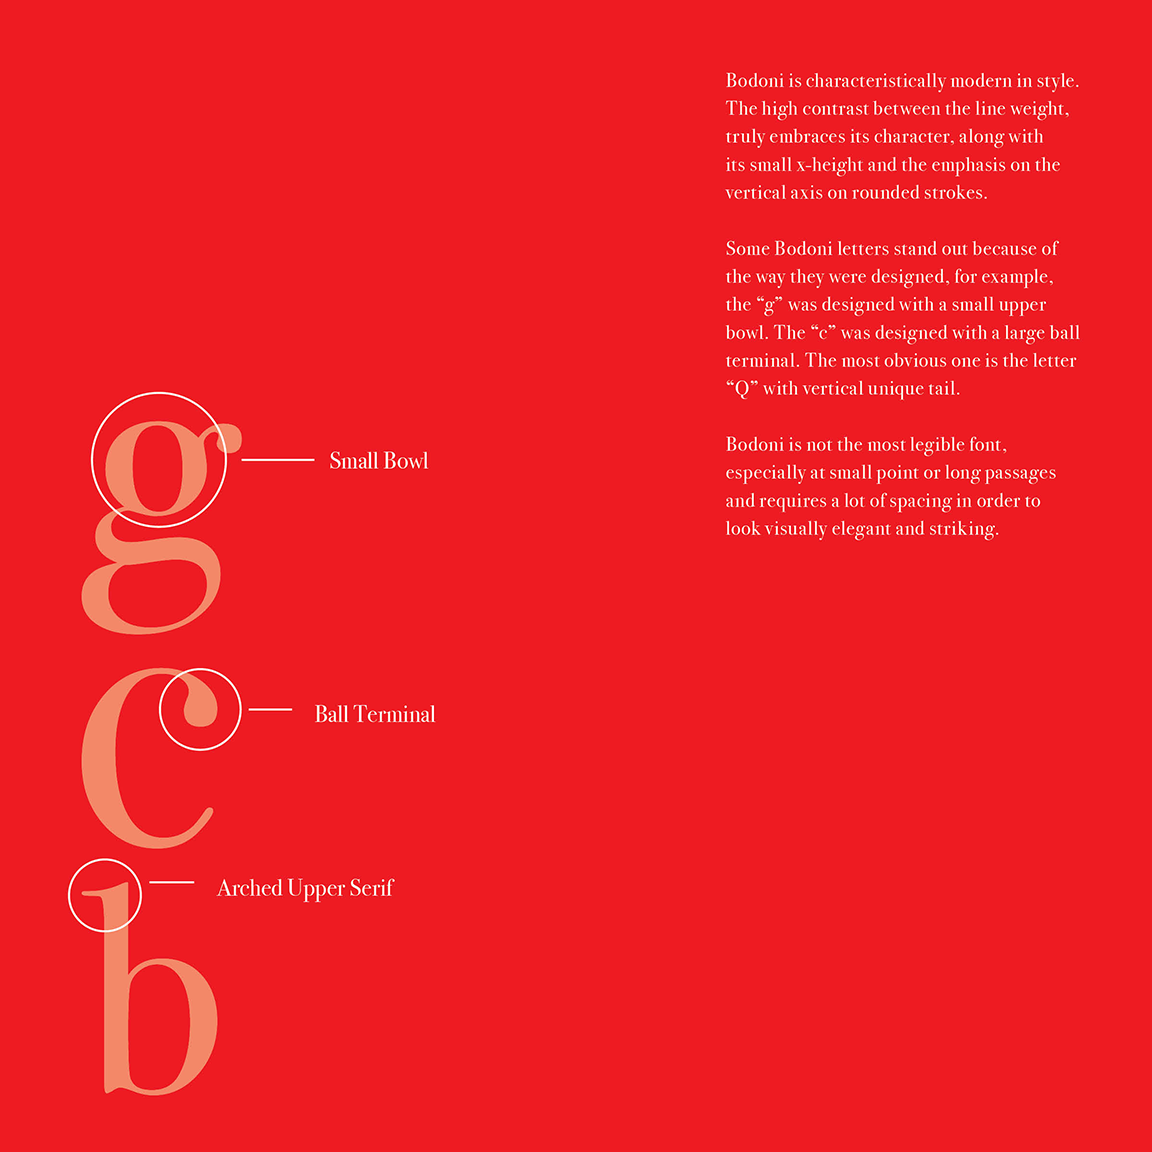 Bodoni is characteristically modern in style.
The high contrast between the line weight,
truly embraces its character, along with
its small x-height and the emphasis on the
vertical axis on rounded strokes.
Some Bodoni letters stand out because of
the way they were designed, for example,
the “g” was designed with a small upper
bowl. The “c” was designed with a large ball
terminal. The most obvious one is the letter
“Q” with vertical unique tail.
Bodoni is not the most legible font,
especially at small point or long passages
and requires a lot of spacing in order to
look visually elegant and striking.
g
Small Bowl
c
Ball Terminal
b
Arched Upper Serif